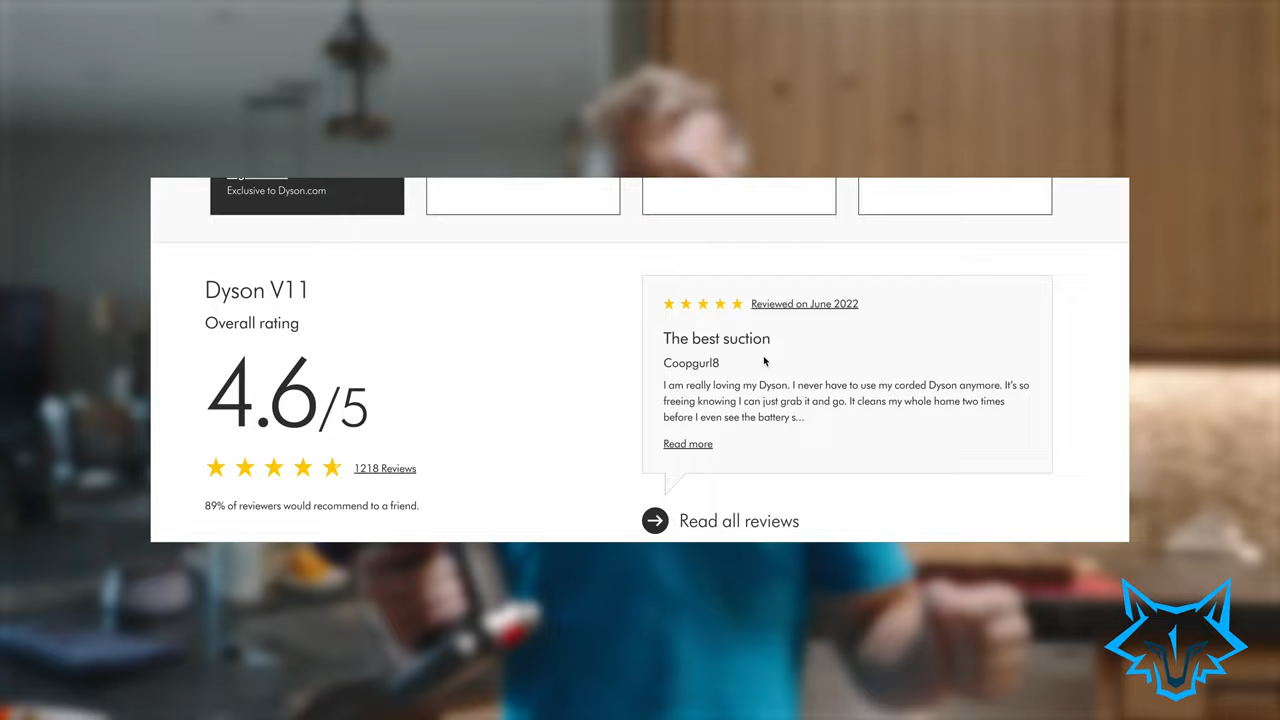 Exclusive to Dyson.com
Dyson V11
Overall rating
4.6/5
1218 Reviews
89% of reviewers would recommend to a friend.
Reviewed on June 2022
The best suction
Coopgurl8
I am really loving my Dyson. I never have to use my corded Dyson anymore. It's so
freeing knowing I can just grab it and go. It cleans my whole home two times
before I even see the battery s...
Read more
Read all reviews